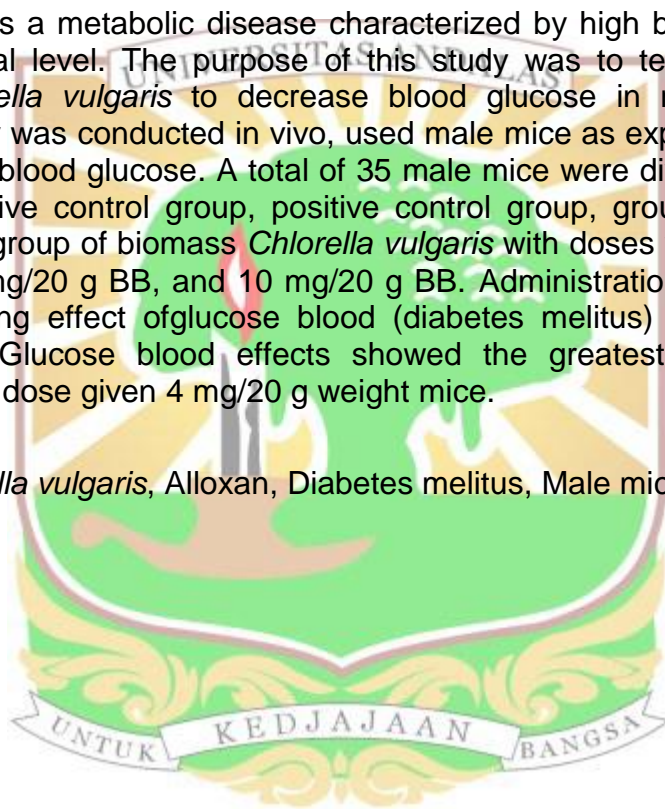 s a metabolic disease characterized by high b
al level. The purpose of this study was to te
ella vulgaris to decrease blood glucose in
was conducted in vivo, used male mice as exp
blood glucose. A total of 35 male mice were di
ive control group, positive control group, grou
group of biomass Chlorella vulgaris with doses
mg/20 g BB, and 10 mg/20 g BB. Administratio
ng effect ofglucose blood (diabetes melitus)
Glucose blood effects showed the greatest
dose given 4 mg/20 g weight mice.
lla vulgaris, Alloxan, Diabetes melitus, Male mic
UNIVERSITAS ANDALAS
UNTUK KEDJAJAAN BANGSA